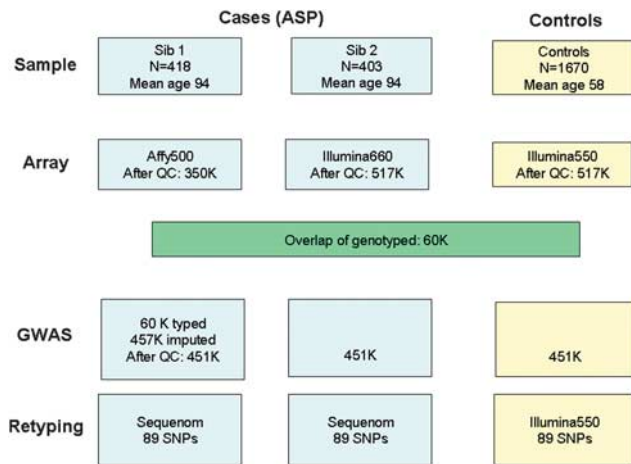 Cases (ASP)
Controls
Sample
Sib 1
N=418
Mean age 94
Sib 2
N=403
Mean age 94
Controls
N=1670
Mean age 58
Array
Affy500
After QC: 350K
Illumina660
After QC: 517K
Illumina550
After QC: 517K
Overlap of genotyped: 60K
GWAS
60 K typed
457K imputed
After QC: 451K
451K
451K
Retyping
Sequenom
89 SNPs
Sequenom
89 SNPs
Illumina550
89 SNPs